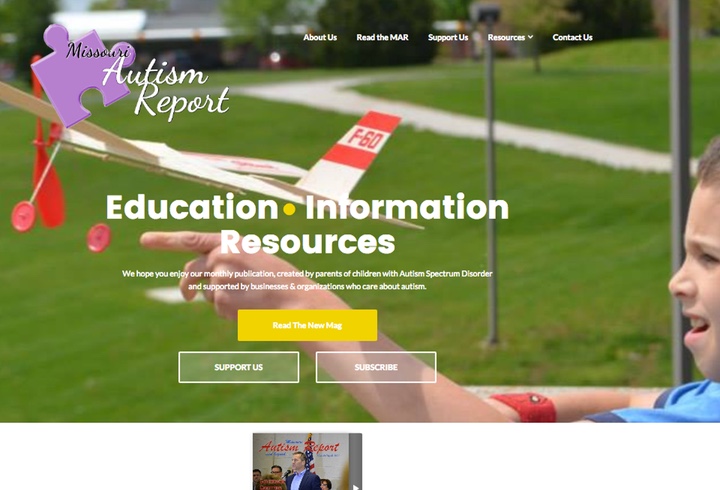 Missouri
Autism
Report
About Us
Read the MAR
Support Us
Resources
Contact Us
F-60
Education• Information
Resources
We hope you enjoy our monthly publication, created by parents of children with Autism Spectrum Disorder
and supported by businesses & organizations who care about autism.
Read The New Mag
SUPPORT US
SUBSCRIBE
Missouri
Autism Report